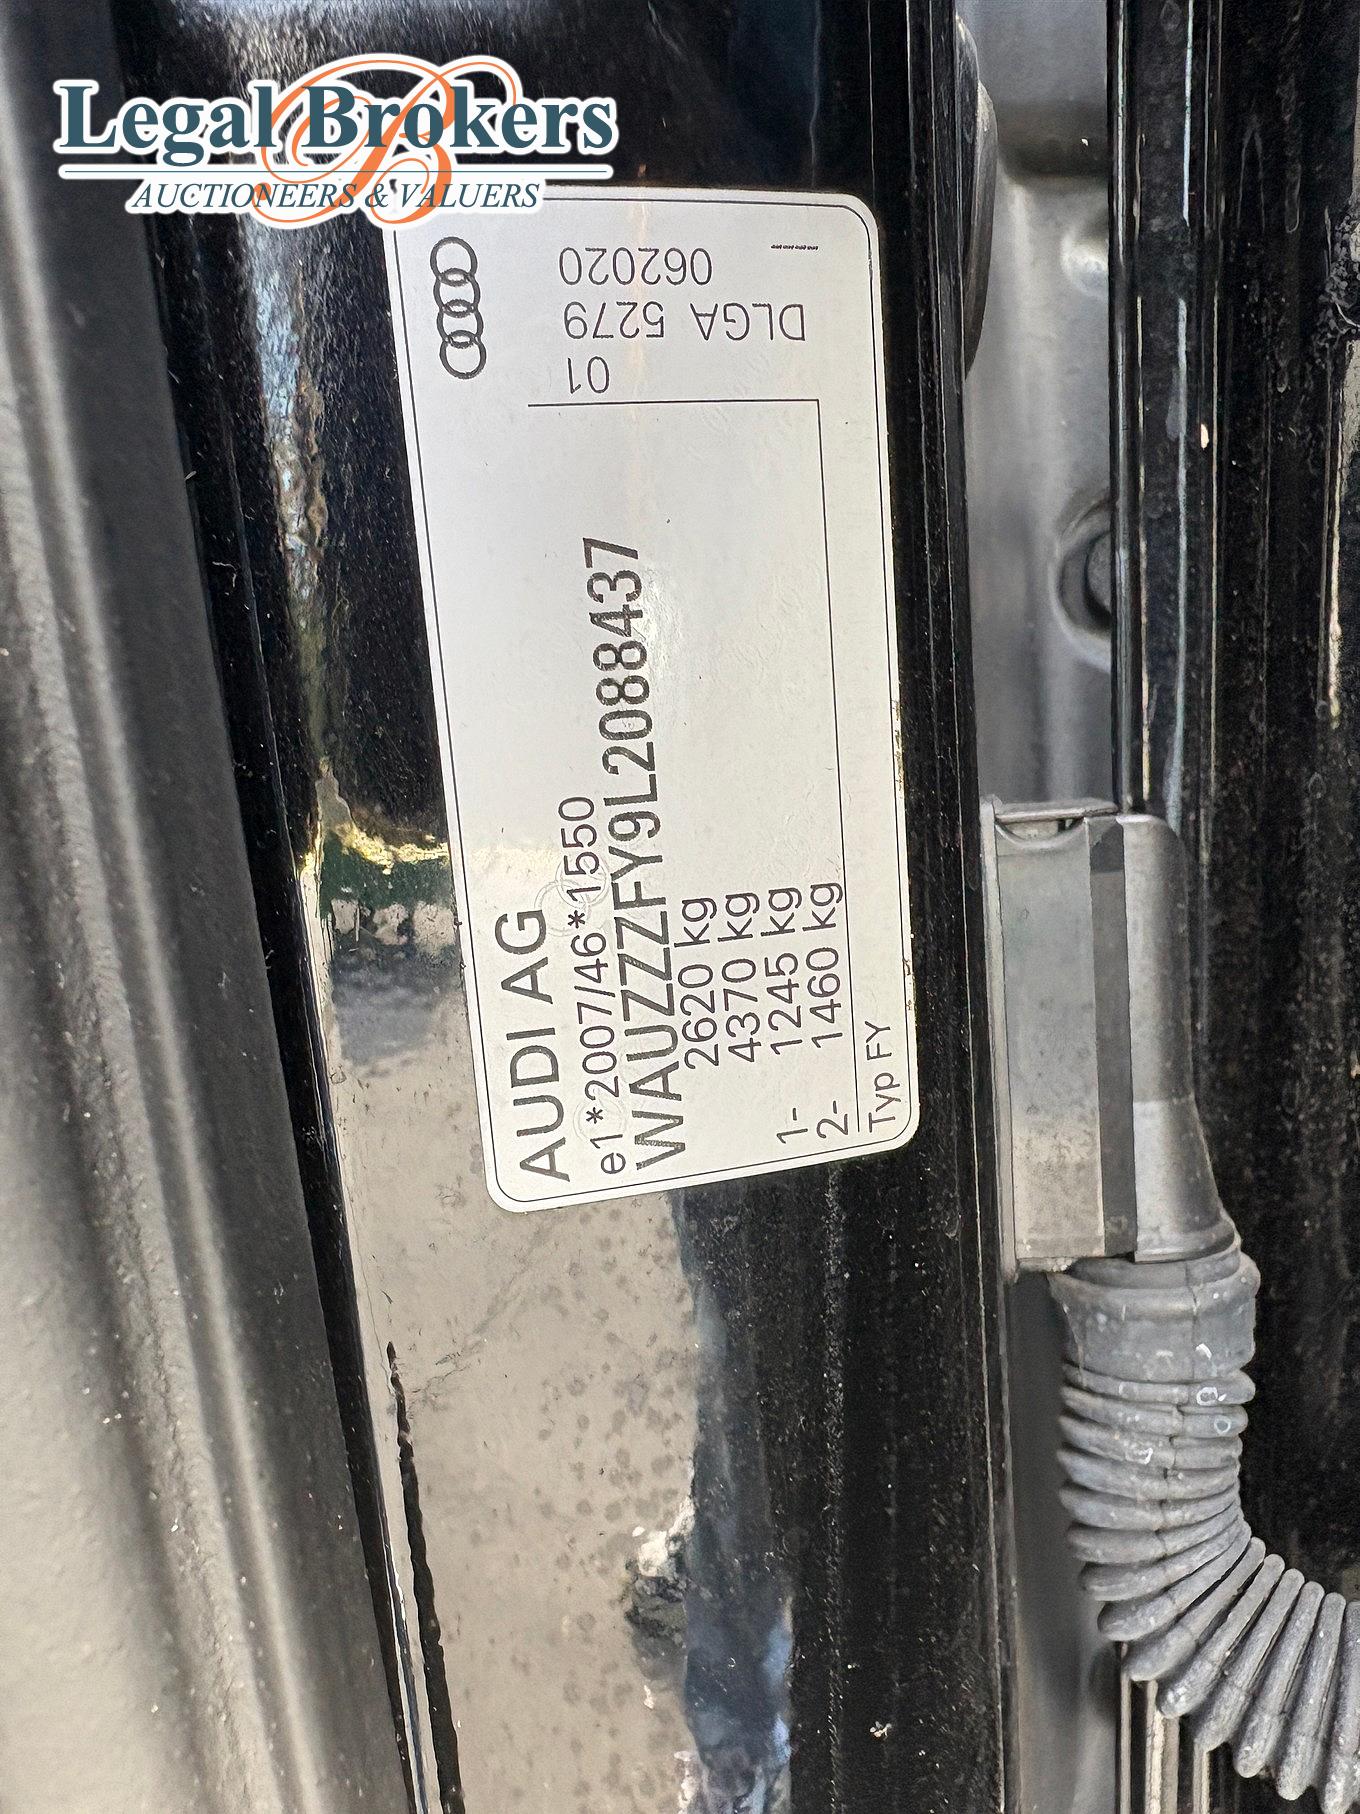 Legal Brokers
AUCTIONEERS & VALUERS
AUDI AG
e1*2007/46*1550
WAUZZZFY9L2088437
2620 kg
4370 kg
1- 1245 kg
2- 1460 kg
Typ FY
01
DLGA 5279
062020